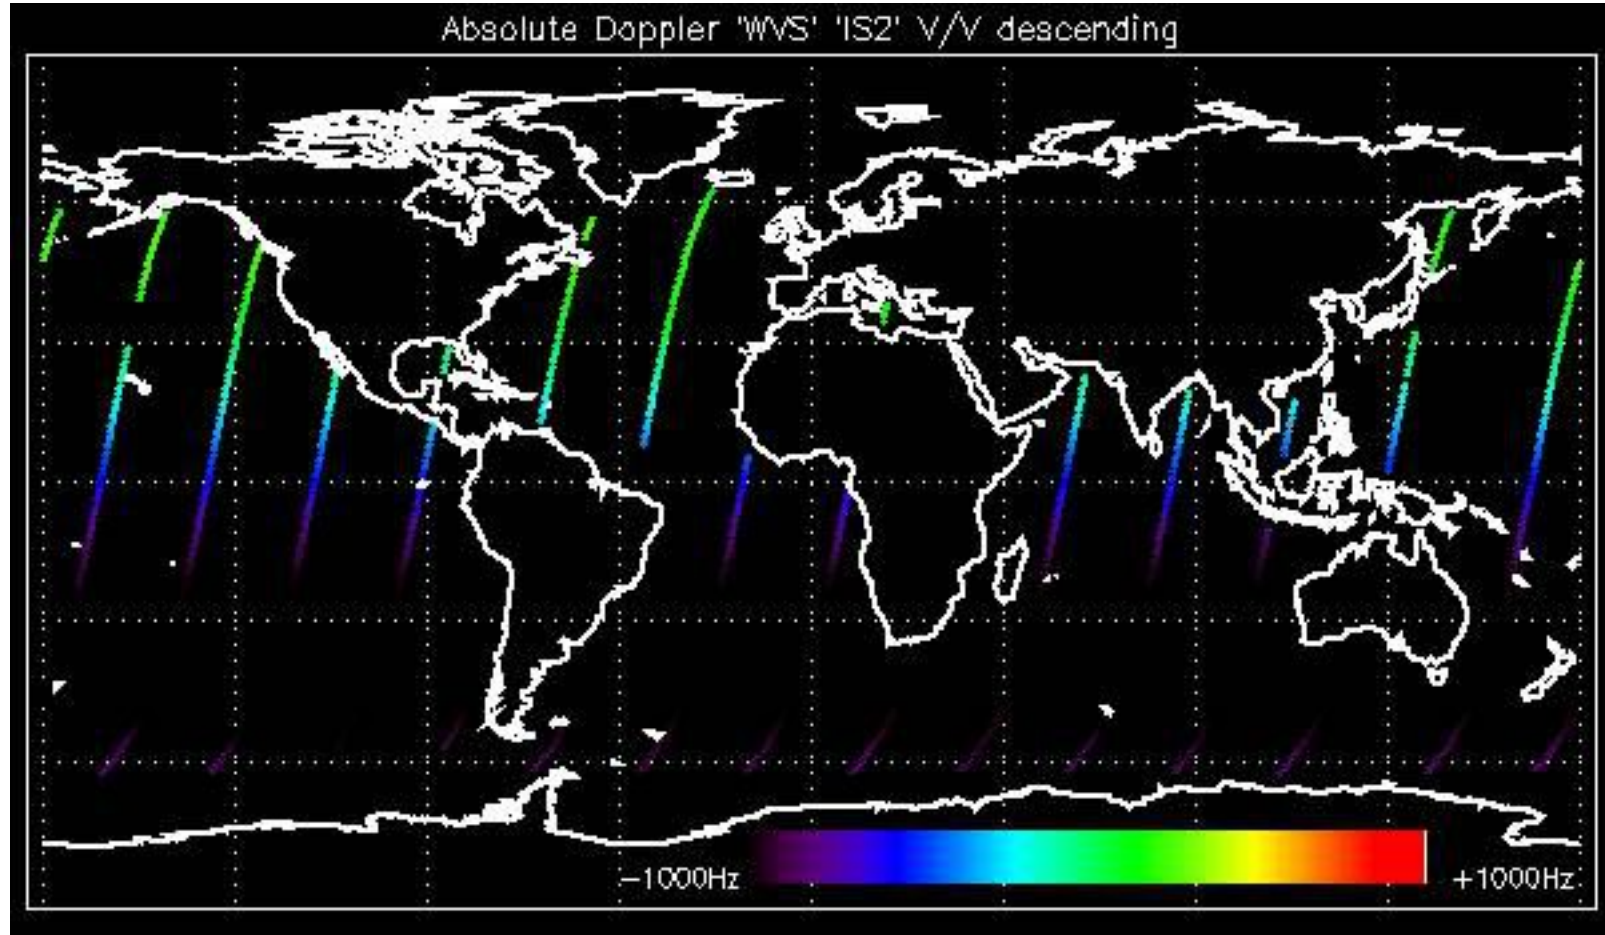 Absolute Doppler 'WVS' 'IS2' V/V descending
-1000Hz +1000Hz